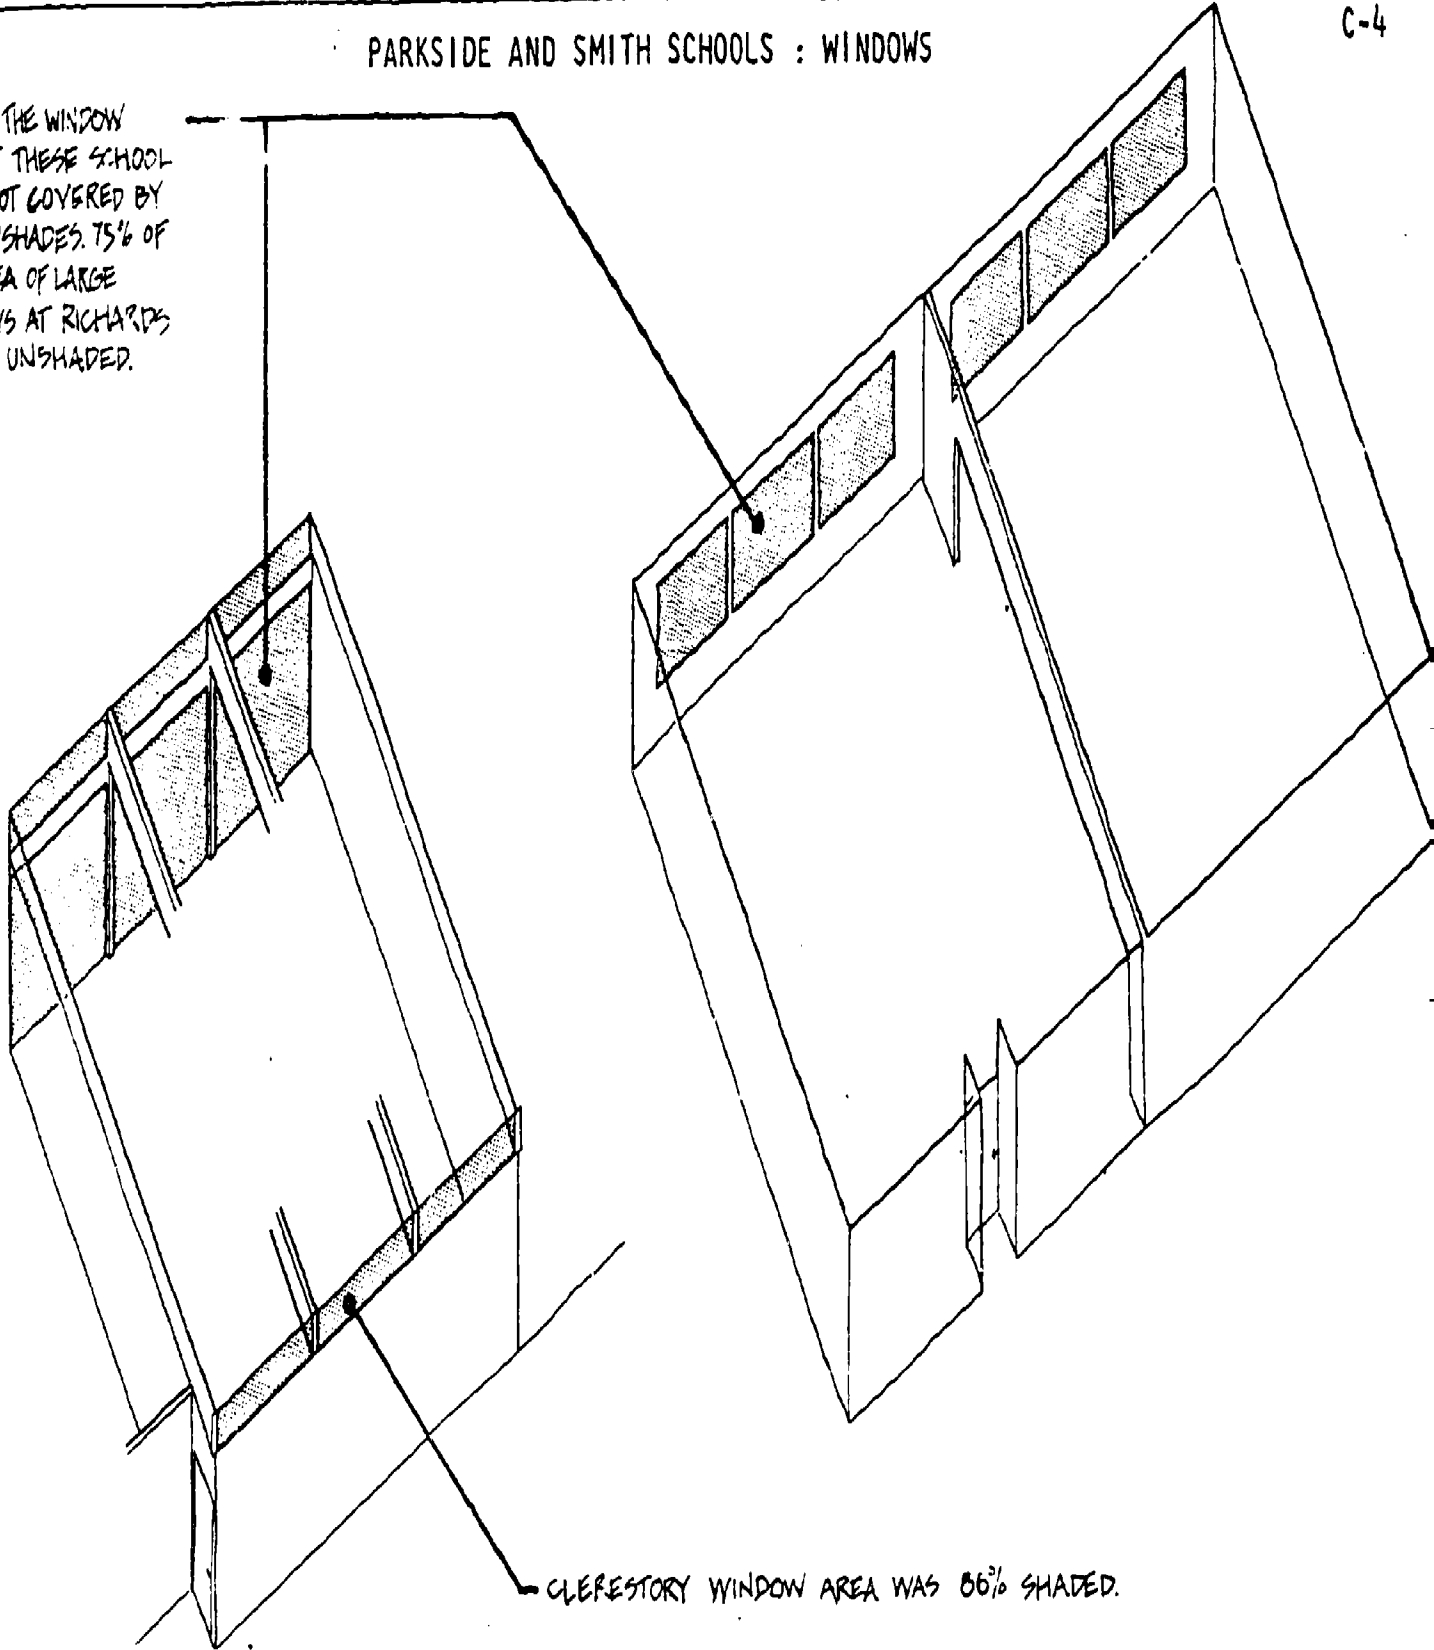 C-4
PARKSIDE AND SMITH SCHOOLS : WINDOWS
THE WINDOW
THESE SCHOOL
COVERED BY
SHADES. 75% OF
OF LARGE
AT RICHARDS
UNSHADED.
CLERESTORY WINDOW AREA WAS 86% SHADED.